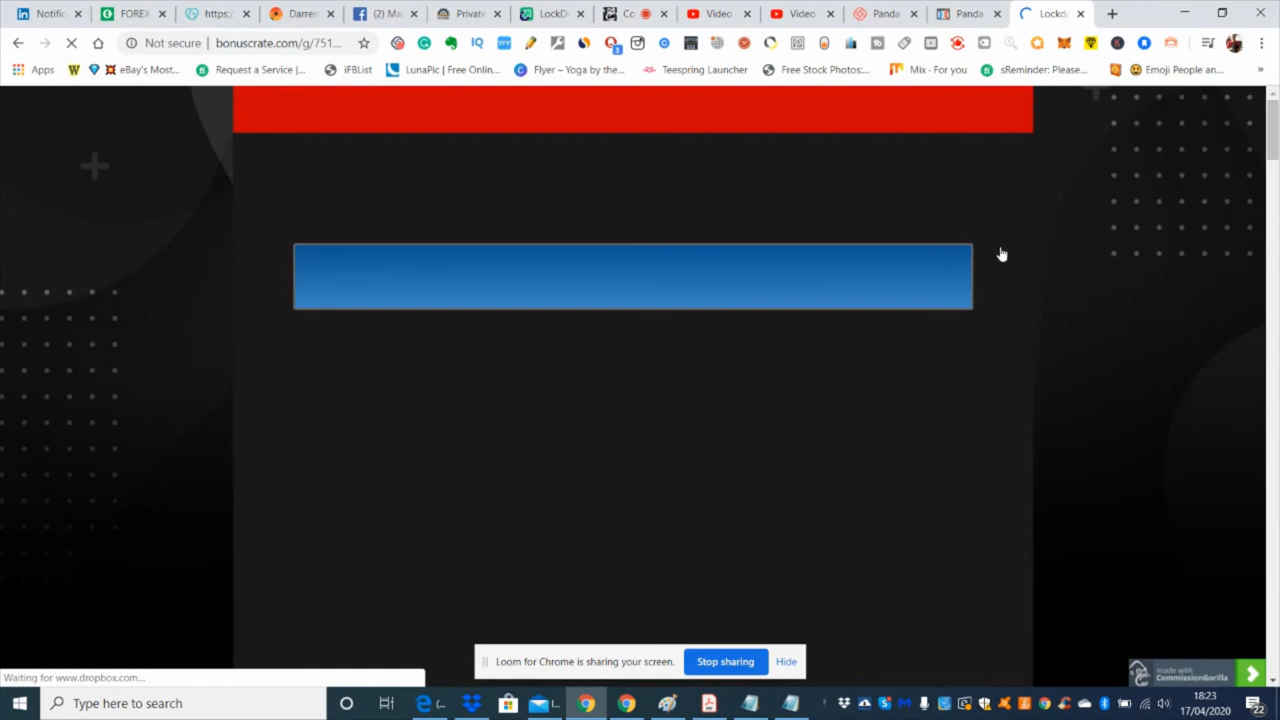 Notific
FOREX
https:/
Darren
(2) Ma
Private
LockD
Co
Video
Video
Panda
Panda
Lockd
Not secure
bonuscrate.com/g/751...
Apps
eBay's Most...
Request a Service |...
iFBList
LunaPic | Free Onlin...
Flyer – Yoga by the...
Teespring Launcher
Free Stock Photos:...
Mix - For you
sReminder: Please...
Emoji People an...
»
Loom for Chrome is sharing your screen.
Stop sharing
Hide
Waiting for www.dropbox.com...
made with
CommissionGorilla
Type here to search
18:23
17/04/2020
22